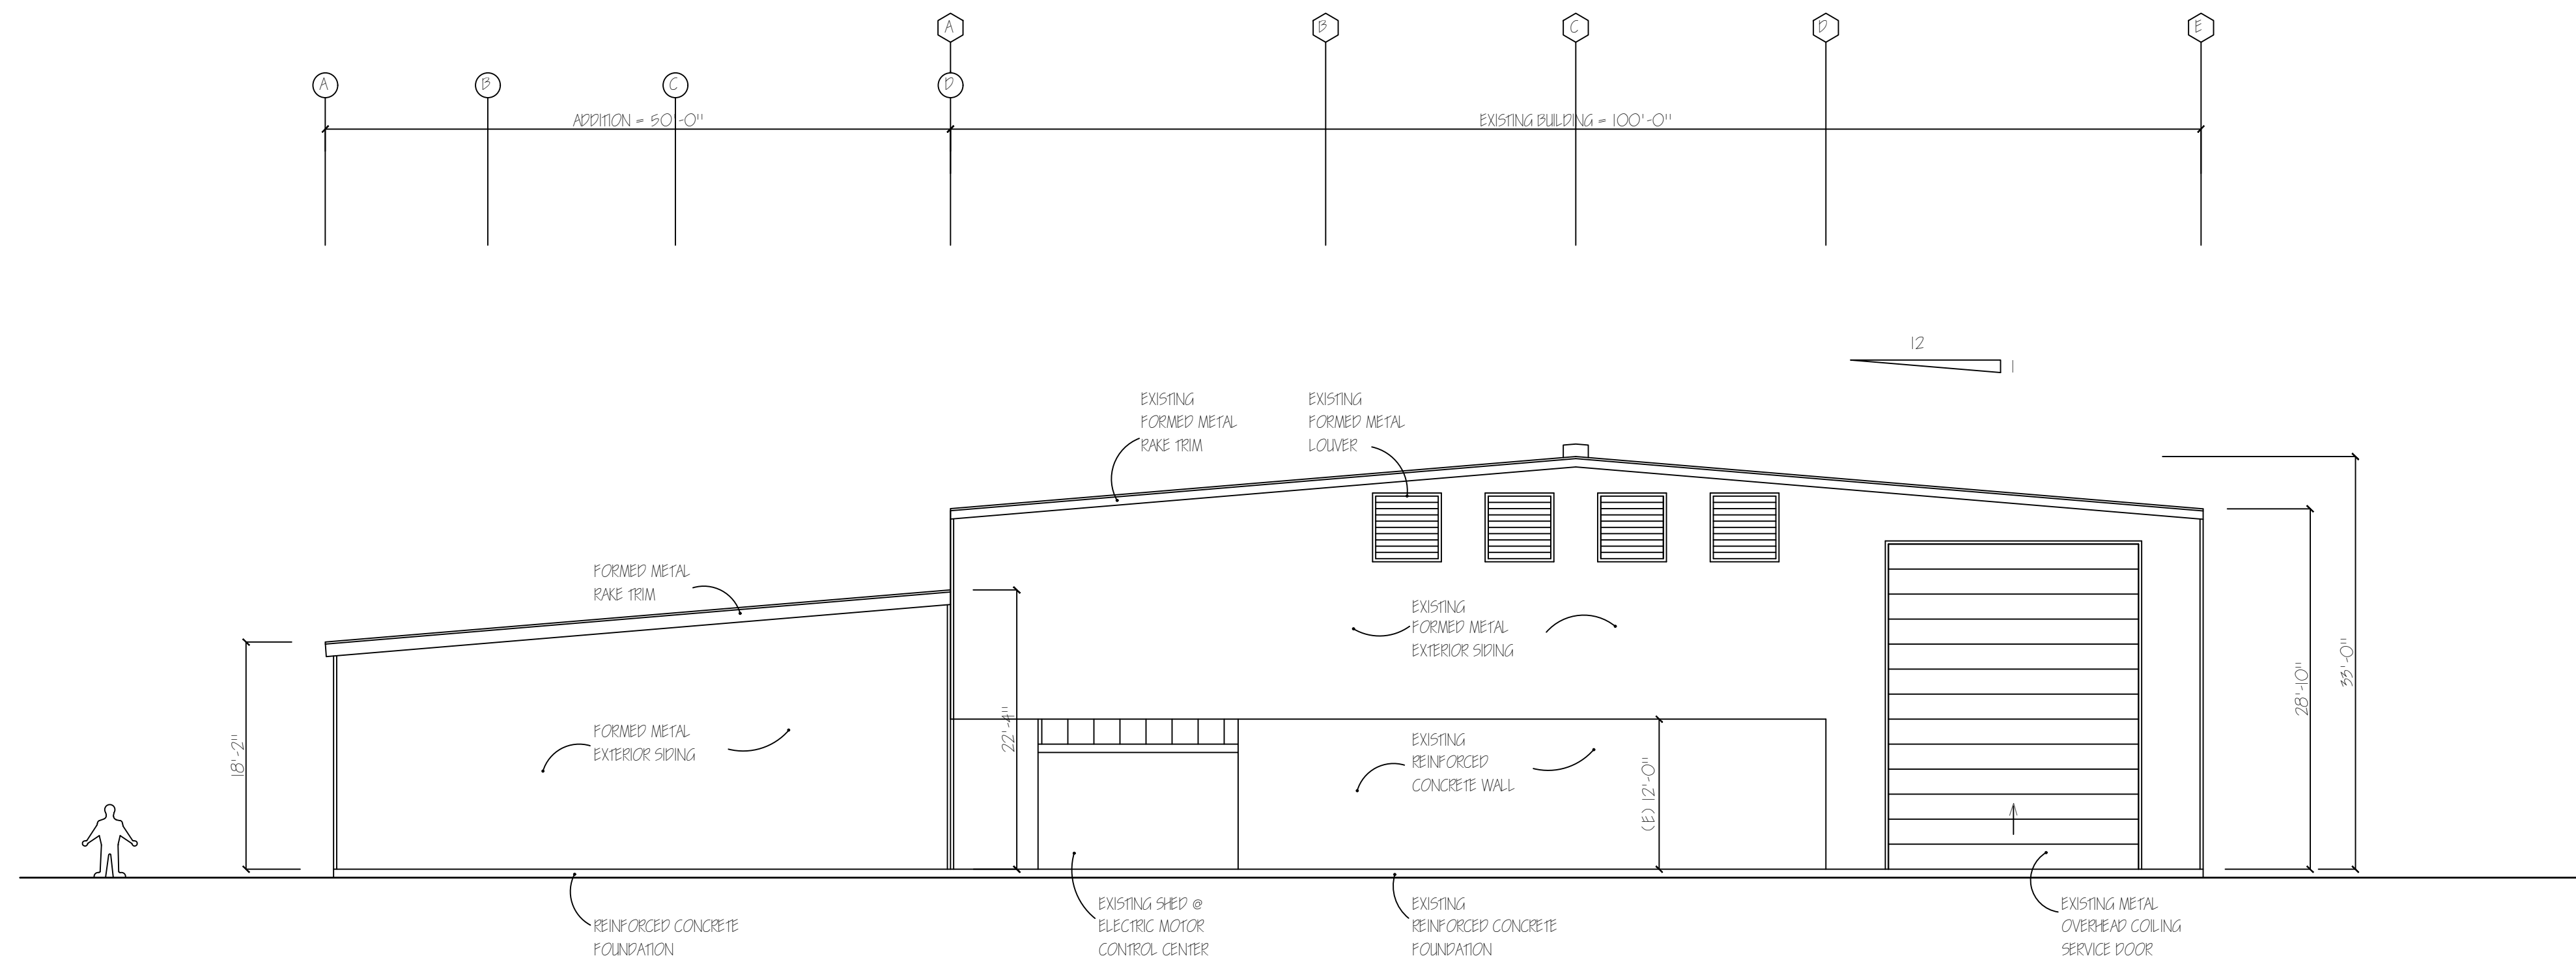 A
B
C
D
E
A
B
C
D
ADDITION = 50'-0"
EXISTING BUILDING = 100'-0"
12
1
EXISTING
FORMED METAL
RAKE TRIM
EXISTING
FORMED METAL
LOUVER
FORMED METAL
RAKE TRIM
EXISTING
FORMED METAL
EXTERIOR SIDING
33'-0"
28'-10"
22'-4"
18'-2"
FORMED METAL
EXTERIOR SIDING
EXISTING
REINFORCED
CONCRETE WALL
(E) 12'-0"
REINFORCED CONCRETE
FOUNDATION
EXISTING SHED @
ELECTRIC MOTOR
CONTROL CENTER
EXISTING
REINFORCED CONCRETE
FOUNDATION
EXISTING METAL
OVERHEAD COILING
SERVICE DOOR